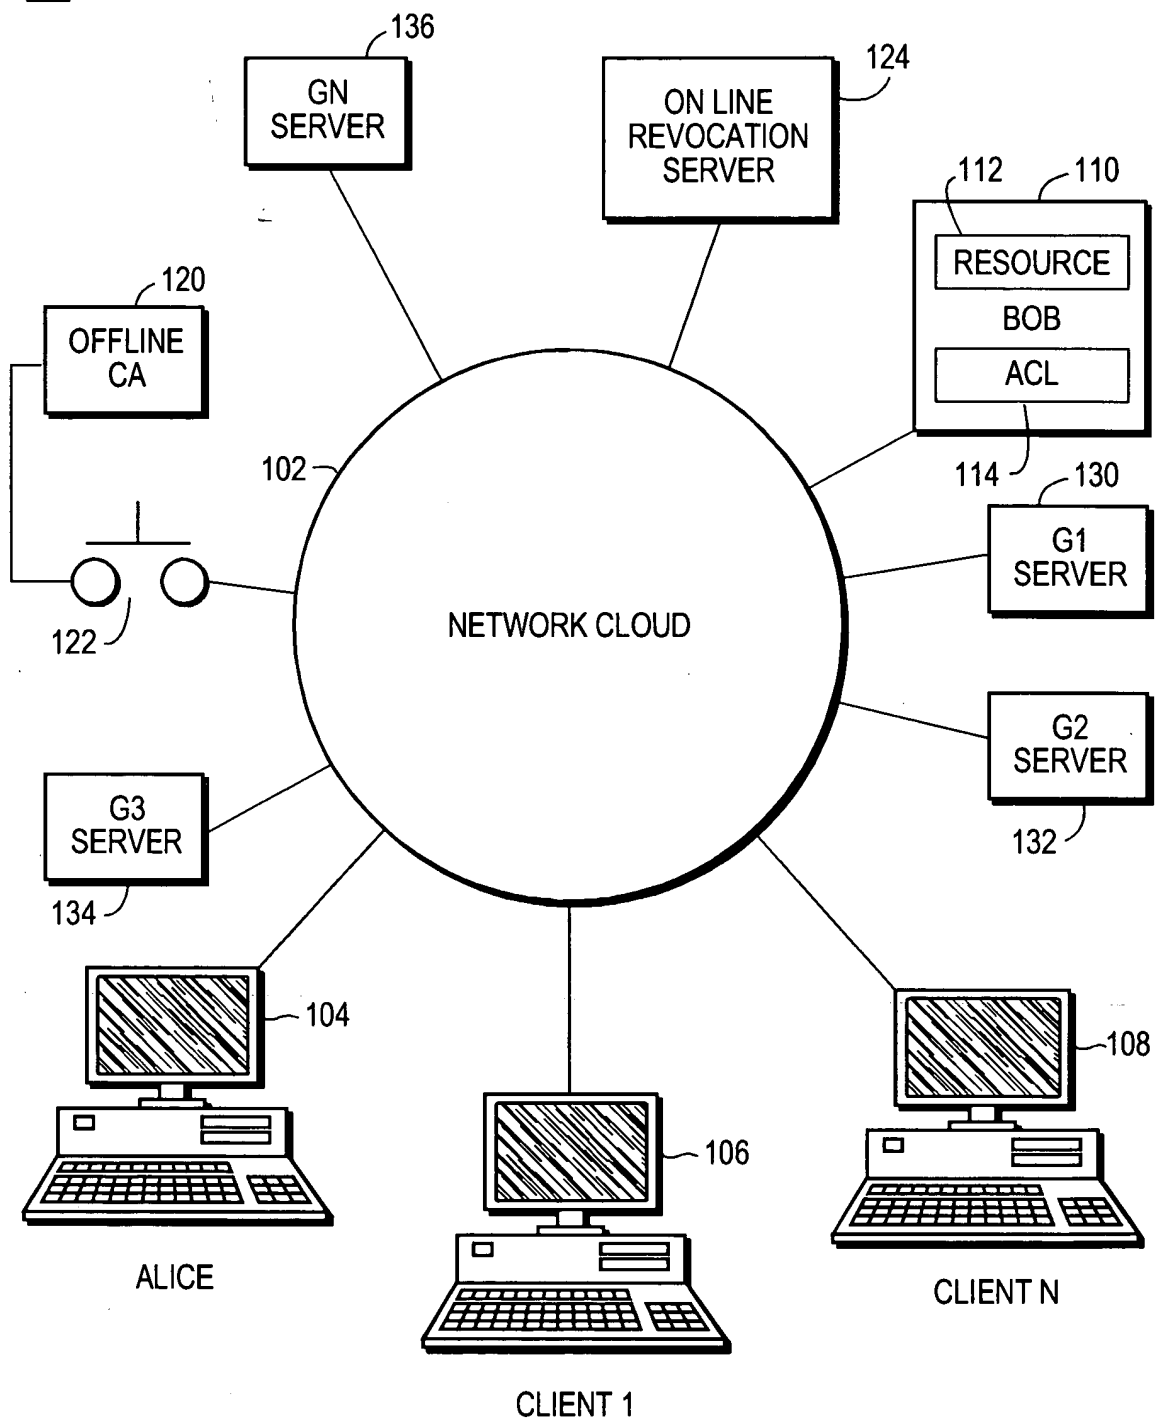 136
GN
SERVER
124
ON LINE
REVOCATION
SERVER
112
110
RESOURCE
BOB
ACL
114
120
OFFLINE
CA
102
122
130
G1
SERVER
NETWORK CLOUD
G2
SERVER
132
G3
SERVER
134
104
108
106
ALICE
CLIENT N
CLIENT 1